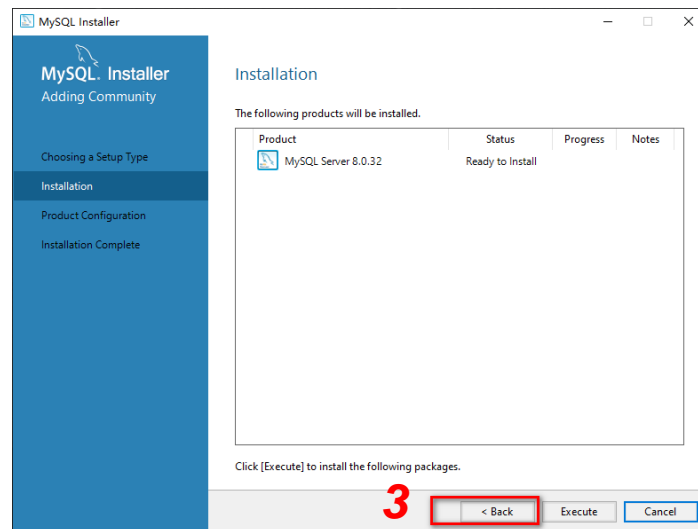 MySQL Installer
MySQL. Installer
Adding Community
Choosing a Setup Type
Installation
Product Configuration
Installation Complete
Installation
The following products will be installed.
Product Status Progress Notes
MySQL Server 8.0.32 Ready to Install
Click [Execute] to install the following packages.
3 < Back Execute Cancel